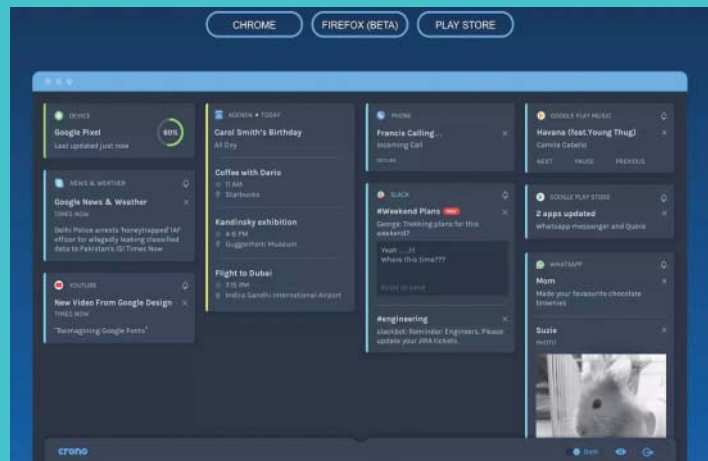 CHROME
FIREFOX (BETA)
PLAY STORE
DEVICE
Google Pixel
Last updated just now
60%
NEWS & WEATHER
Google News & Weather
TIMES NOW
Delhi Police arrests 'honeytrapped' IAF
officer for allegedly leaking classified
data to Pakistan's ISI Times Now
YOUTUBE
New Video From Google Design
TIMES NOW
"Reimagining Google Fonts"
AGENDA • TODAY
Carol Smith's Birthday
All Day
Coffee with Dario
11 AM
Starbucks
Kandinsky exhibition
4-6 PM
Guggenheim Museum
Flight to Dubai
7:15 PM
Indira Gandhi International Airport
PHONE
Francis Calling...
Incoming Call
DECLINE
SLACK
#Weekend Plans
George: Trekking plans for this
weekend?
Where this time???
Enter to send
#engineering
slackbot: Reminder: Engineers, Please
update your JIRA tickets.
GOOGLE PLAY MUSIC
Havana (feat.Young Thug)
Camila Cabello
NEXT PAUSE PREVIOUS
GOOGLE PLAY STORE
2 apps updated
Whatsapp messenger and Quora
WHATSAPP
Mom
Made your favourite chocolate
brownies
Suzie
PHOTO
crono
Dark